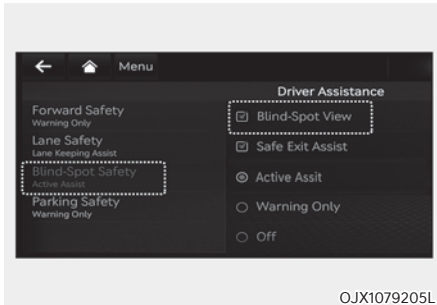 Menu
Driver Assistance
Forward Safety
Warning Only
Lane Safety
Lane Keeping Assist
Blind-Spot Safety
Active Assist
Parking Safety
Warning Only
Blind-Spot View
Safe Exit Assist
Active Assit
Warning Only
Off
OJX1079205L